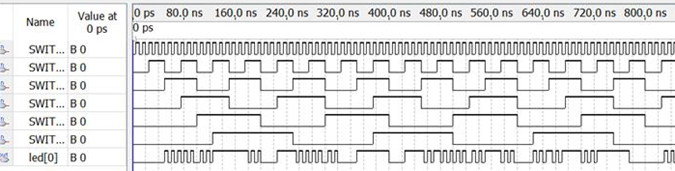 Name
Value at
0 ps
0 ps 80.0 ns 160.0 ns 240.0 ns 320.0 ns 400.0 ns 480.0 ns 560.0 ns 640.0 ns 720.0 ns 800.0 ns
0 ps
SWIT... B 0
SWIT... B 0
SWIT... B 0
SWIT... B 0
SWIT... B 0
SWIT... B 0
led[0] B 0